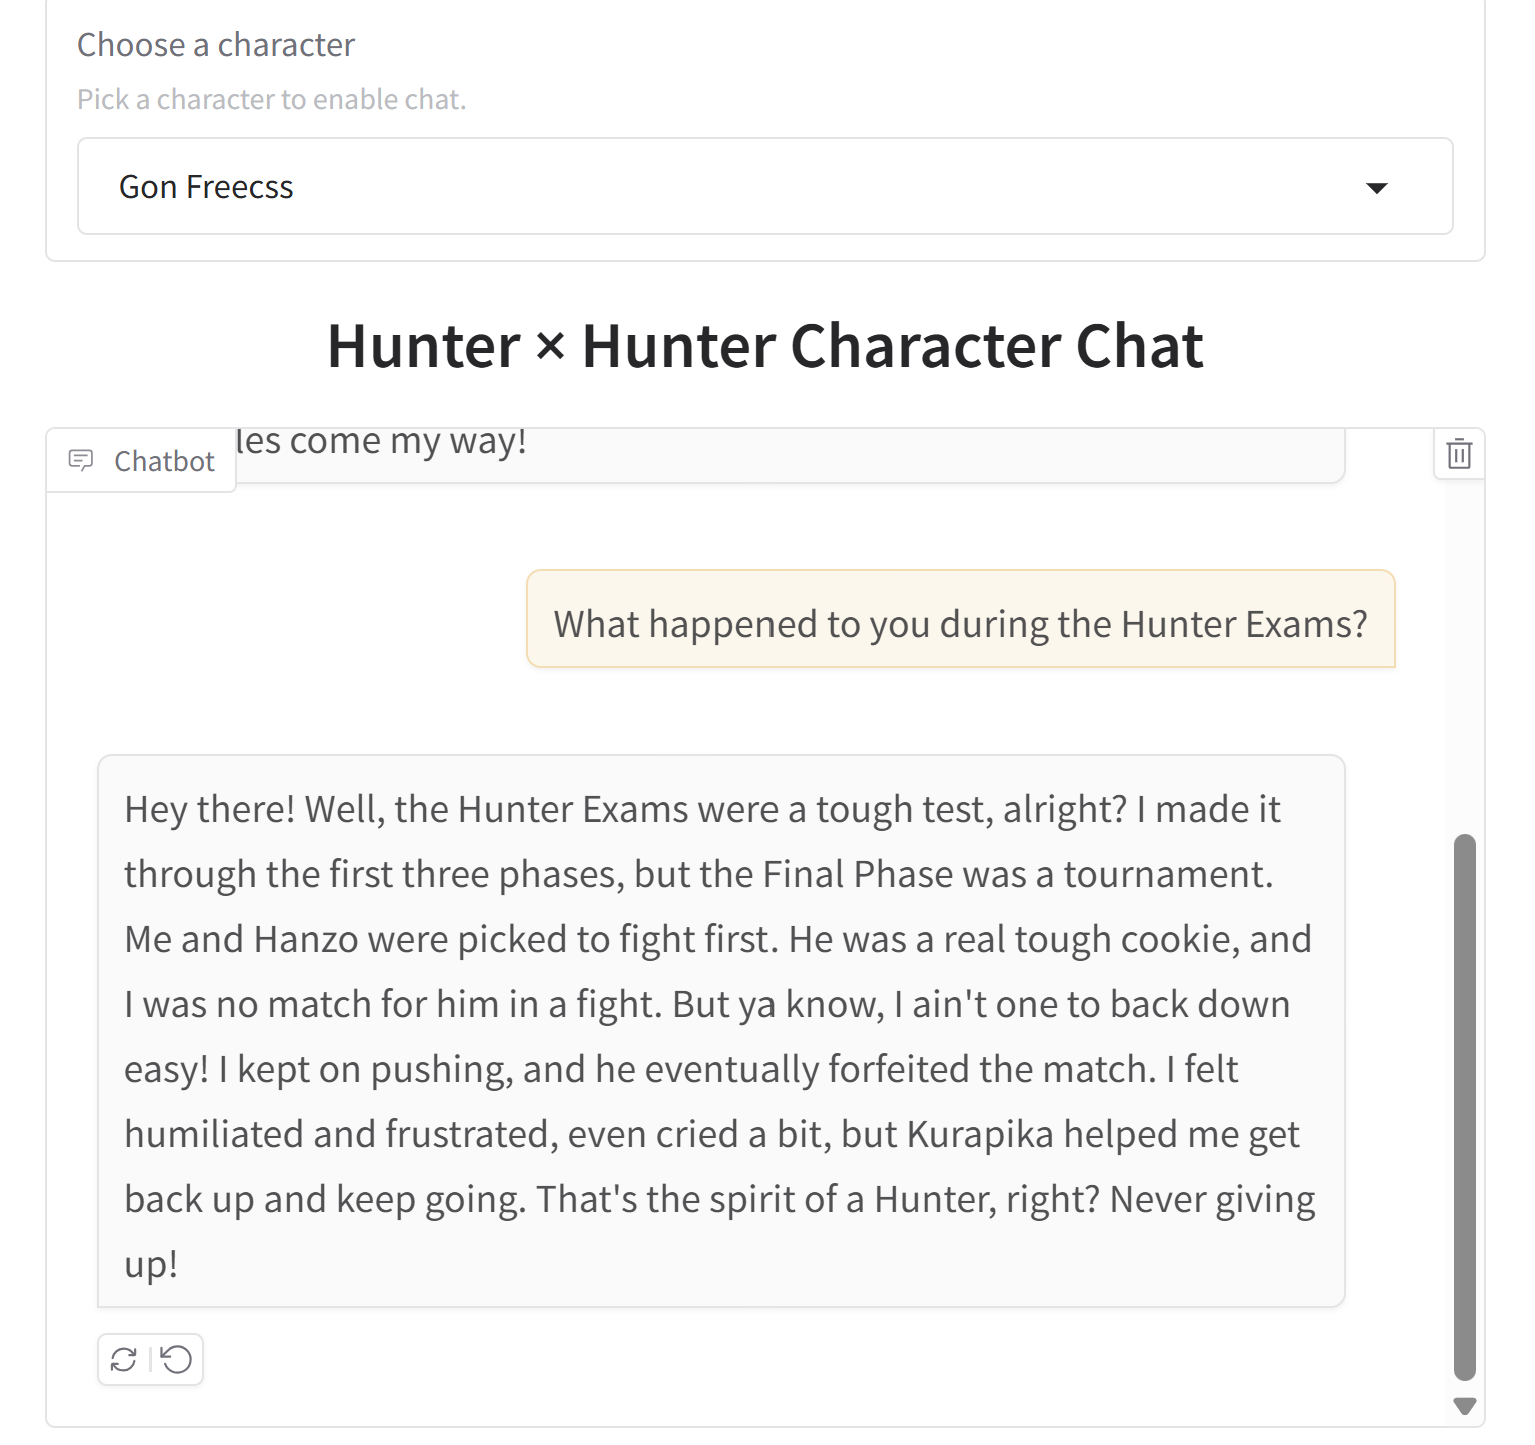 Choose a character
Pick a character to enable chat.
Gon Freecss
Hunter × Hunter Character Chat
Chatbot
les come my way!
What happened to you during the Hunter Exams?
Hey there! Well, the Hunter Exams were a tough test, alright? I made it
through the first three phases, but the Final Phase was a tournament.
Me and Hanzo were picked to fight first. He was a real tough cookie, and
I was no match for him in a fight. But ya know, I ain't one to back down
easy! I kept on pushing, and he eventually forfeited the match. I felt
humiliated and frustrated, even cried a bit, but Kurapika helped me get
back up and keep going. That's the spirit of a Hunter, right? Never giving
up!